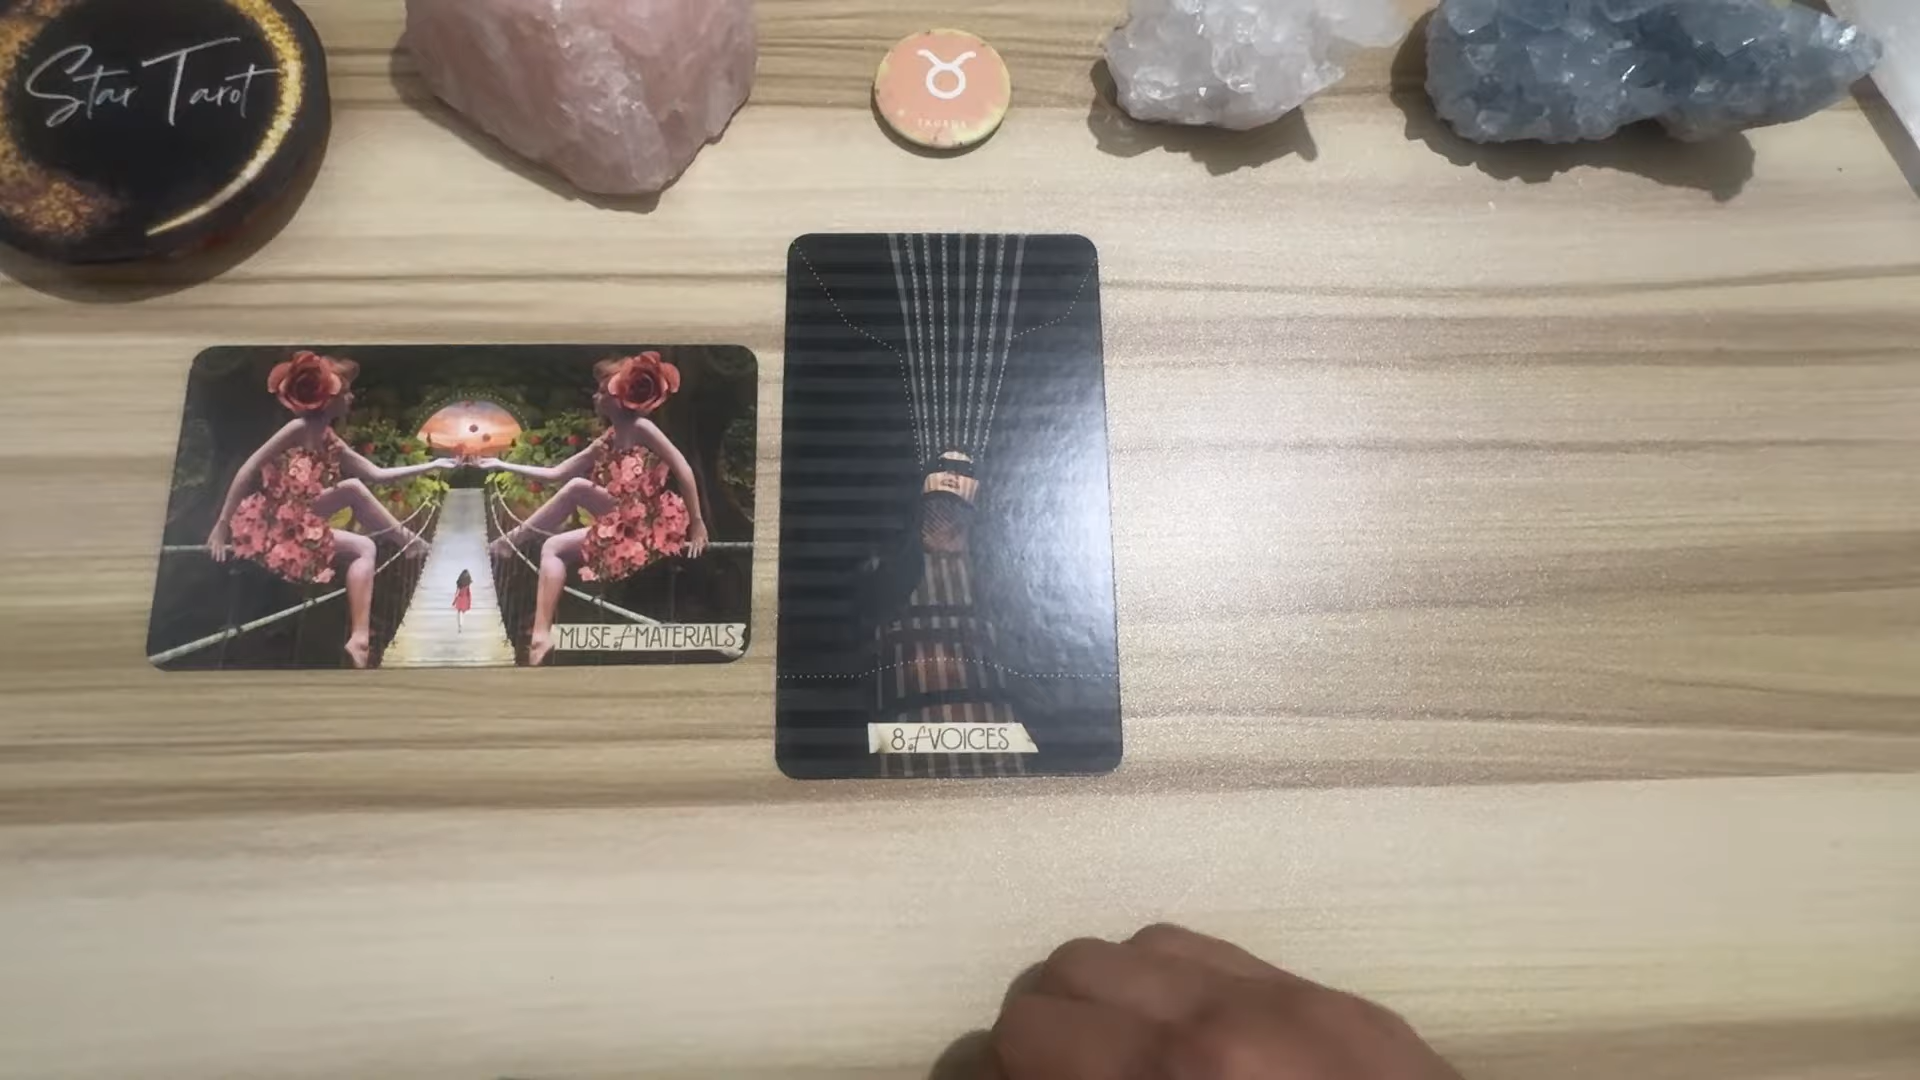 Star Tarot
TAURUS
MUSE of MATERIALS
8 of VOICES